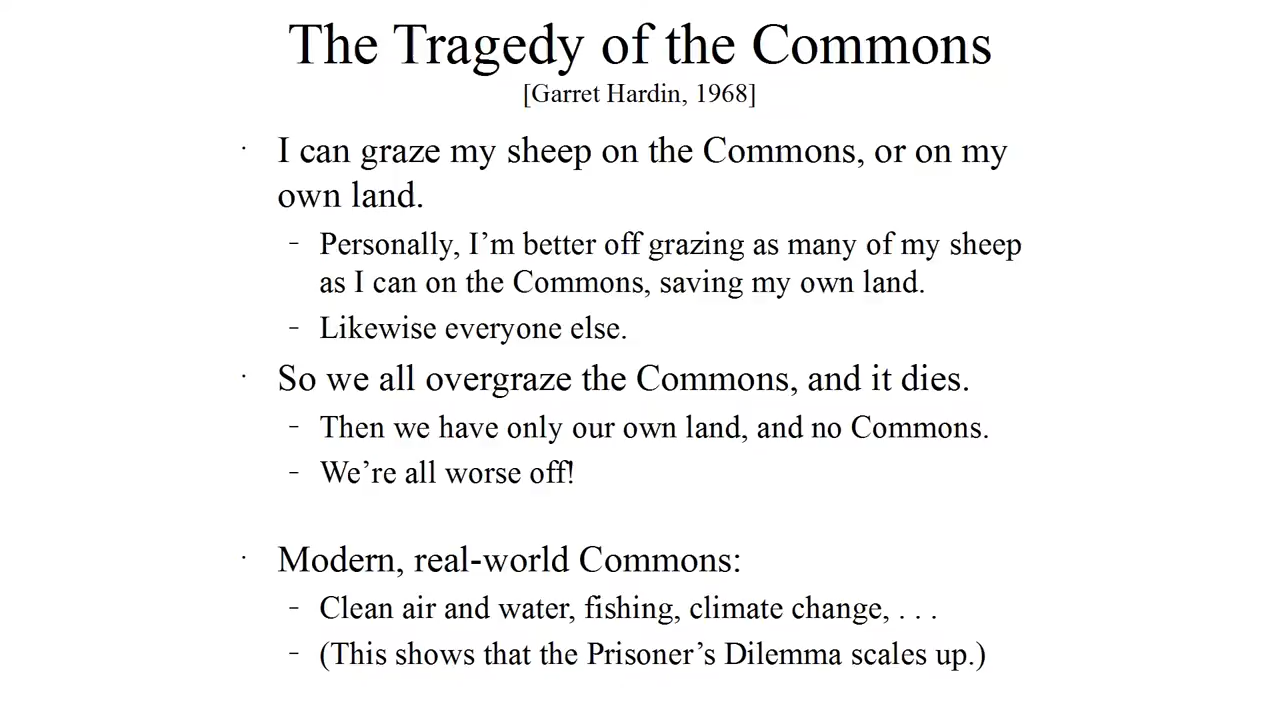 The Tragedy of the Commons
[Garret Hardin, 1968]
· I can graze my sheep on the Commons, or on my
own land.
– Personally, I’m better off grazing as many of my sheep
as I can on the Commons, saving my own land.
– Likewise everyone else.
· So we all overgraze the Commons, and it dies.
– Then we have only our own land, and no Commons.
– We’re all worse off!
· Modern, real-world Commons:
– Clean air and water, fishing, climate change, . . .
– (This shows that the Prisoner’s Dilemma scales up.)